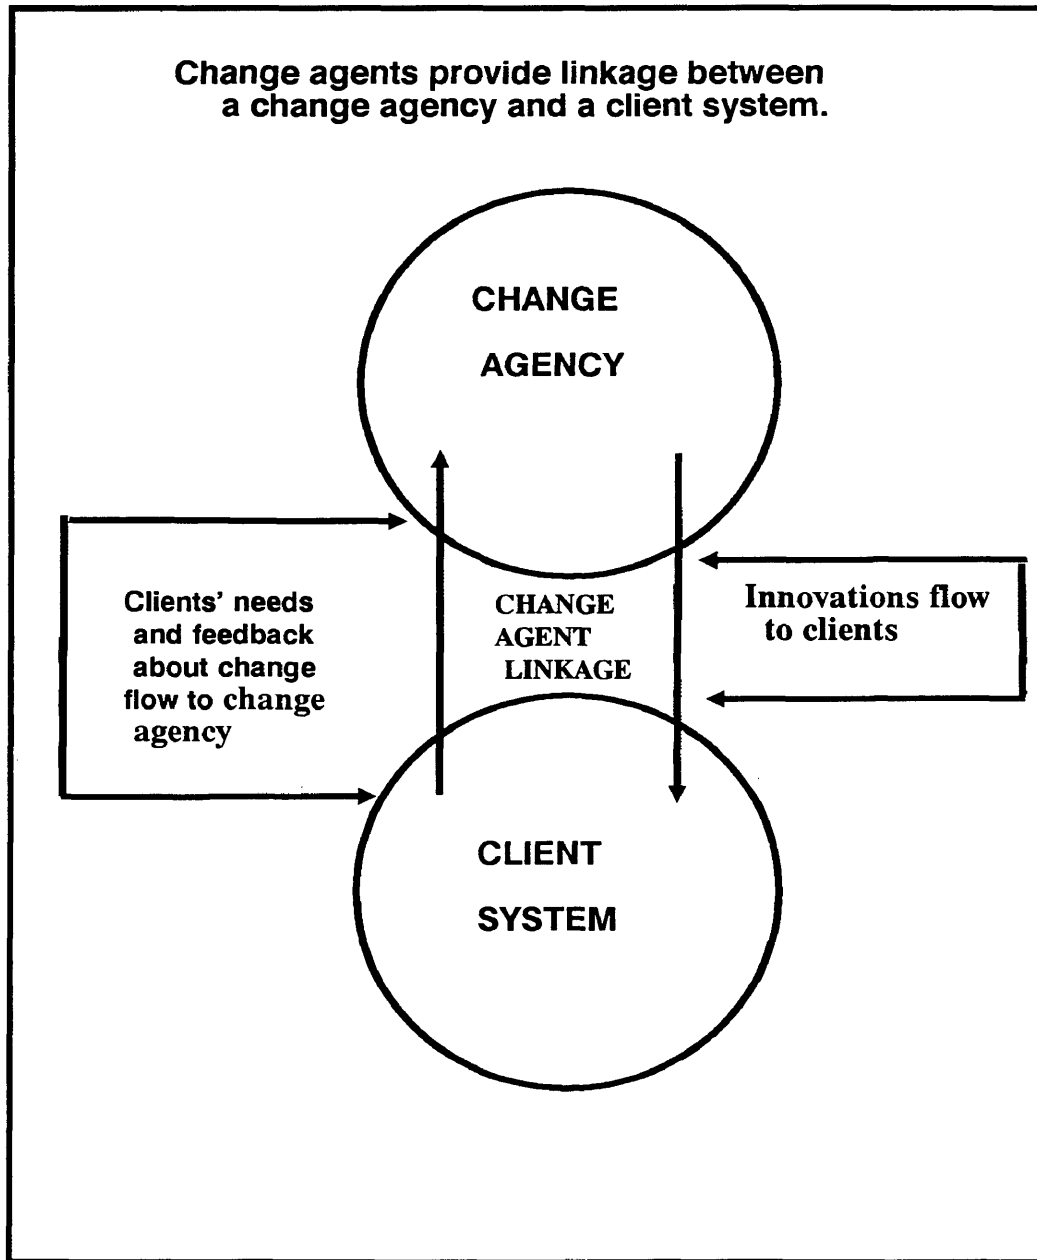 Change agents provide linkage between
a change agency and a client system.
CHANGE
AGENCY
Clients' needs
and feedback
about change
flow to change
agency
CHANGE
AGENT
LINKAGE
Innovations flow
to clients
CLIENT
SYSTEM